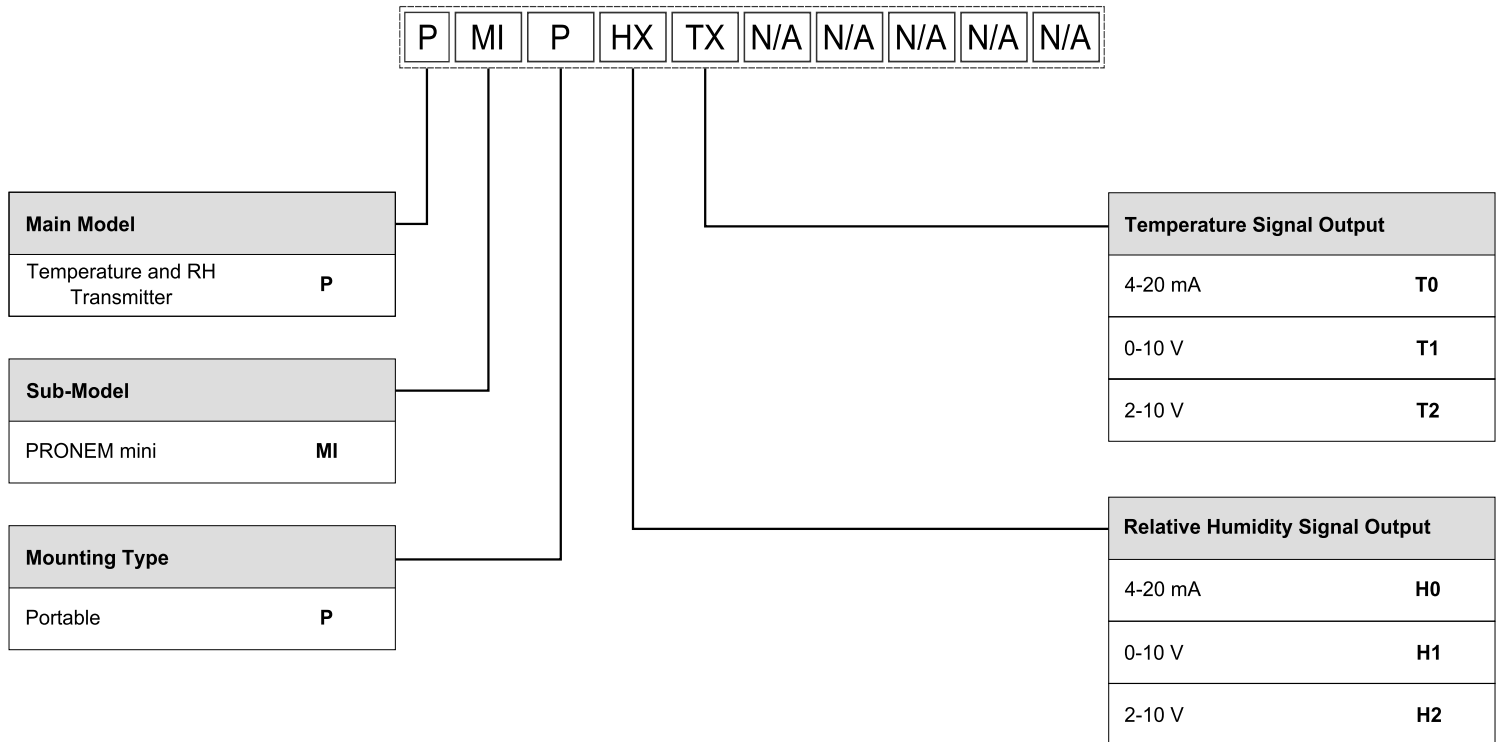 P MI P HX TX N/A N/A N/A N/A N/A
Main Model
Temperature and RH
Transmitter P
Sub-Model
PRONEM mini MI
Mounting Type
Portable P
Temperature Signal Output
4-20 mA T0
0-10 V T1
2-10 V T2
Relative Humidity Signal Output
4-20 mA H0
0-10 V H1
2-10 V H2